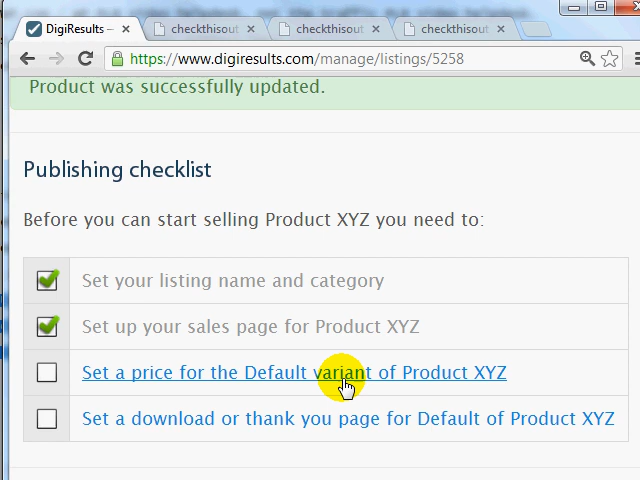 DigiResults –
checkthisout
checkthisout
checkthisout
https://www.digiresults.com/manage/listings/5258
Product was successfully updated.
Publishing checklist
Before you can start selling Product XYZ you need to:
Set your listing name and category
Set up your sales page for Product XYZ
Set a price for the Default variant of Product XYZ
Set a download or thank you page for Default of Product XYZ